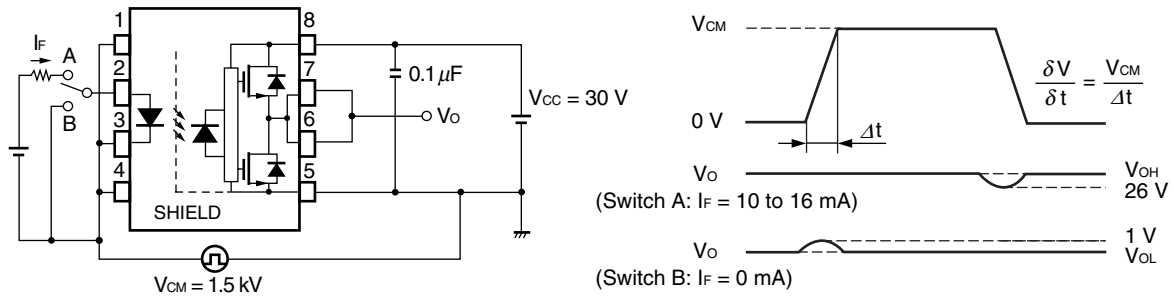 1
8
IF
A
2
7
0.1 μF
B
VCC = 30 V
VO
3
6
4
5
SHIELD
VCM = 1.5 kV
VCM
δV
δt
=
VCM
Δt
0 V
Δt
VO
VOH
26 V
(Switch A: IF = 10 to 16 mA)
1 V
VO
VOL
(Switch B: IF = 0 mA)